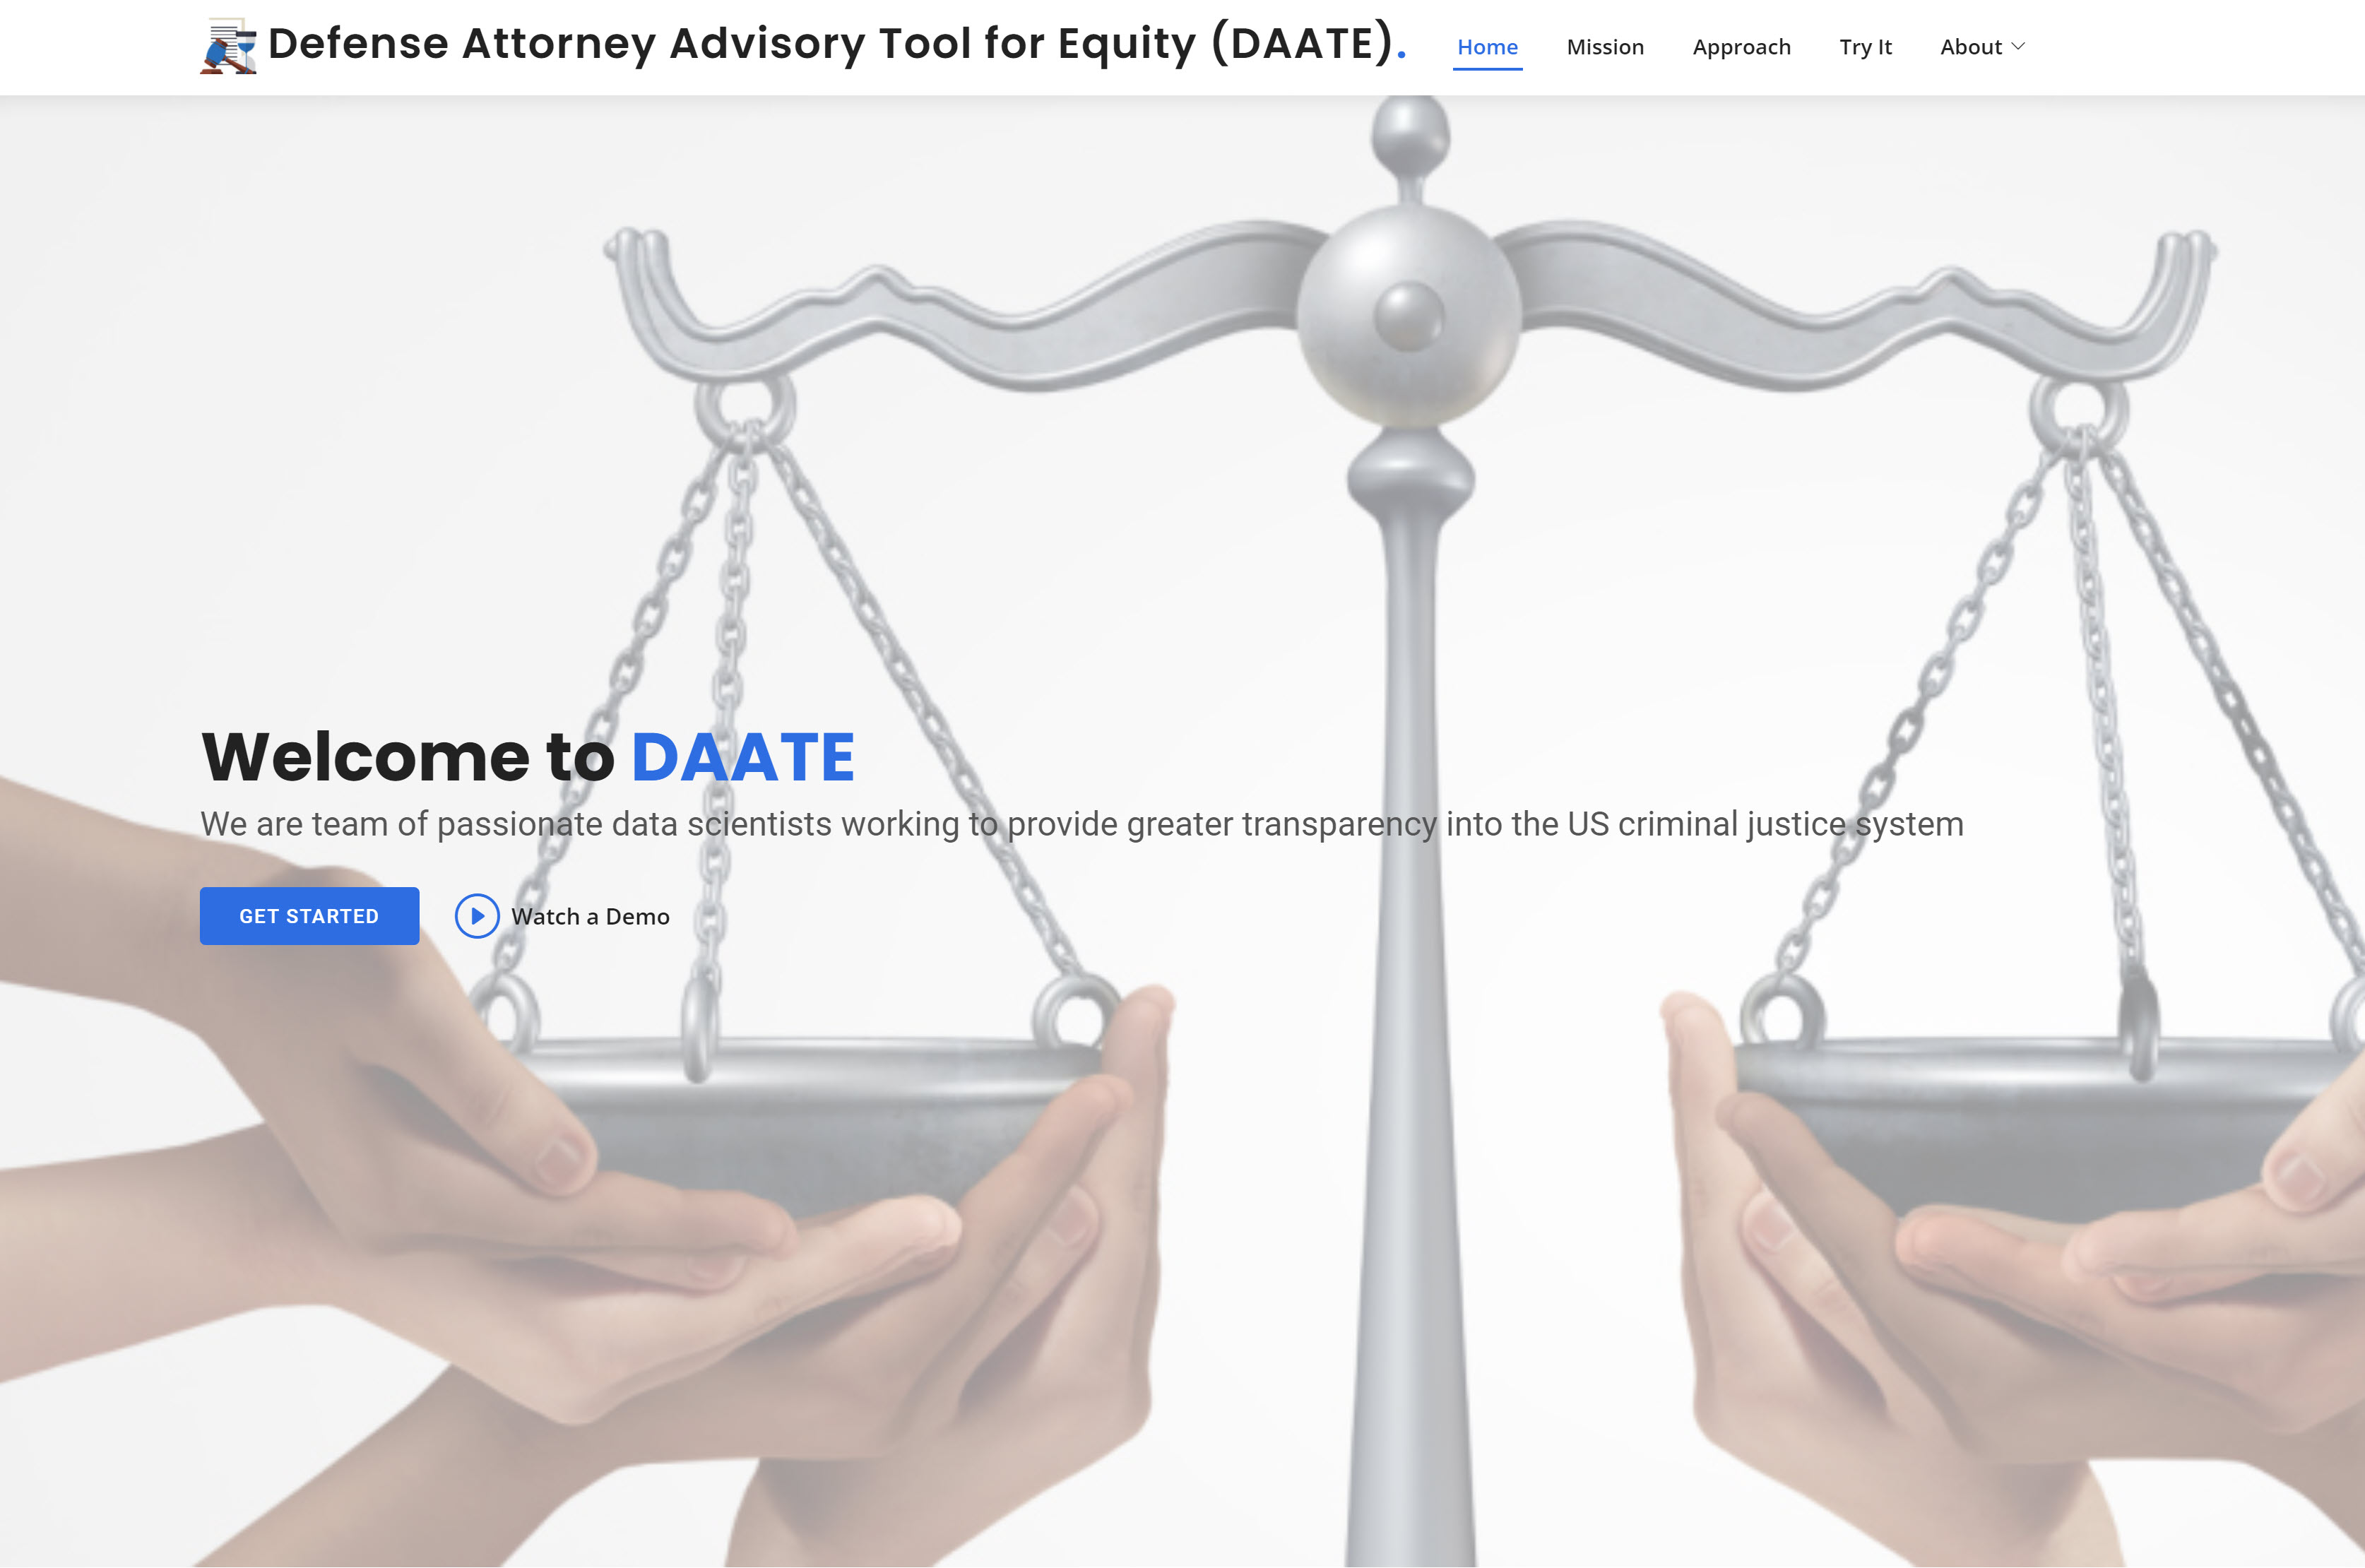 Defense Attorney Advisory Tool for Equity (DAATE).
Home
Mission
Approach
Try It
About
Welcome to DAATE
We are team of passionate data scientists working to provide greater transparency into the US criminal justice system
GET STARTED
Watch a Demo